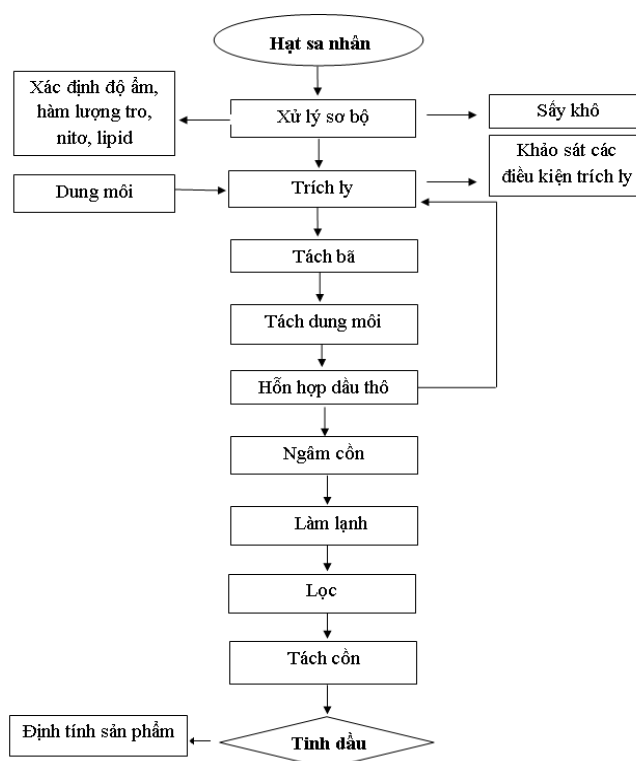 Hạt sa nhân
Xác định độ ẩm,
hàm lượng tro,
nitơ, lipid
Xử lý sơ bộ
Sấy khô
Dung môi
Trích ly
Khảo sát các
điều kiện trích ly
Tách bã
Tách dung môi
Hỗn hợp dầu thô
Ngâm cồn
Làm lạnh
Lọc
Tách cồn
Định tính sản phẩm
Tinh dầu